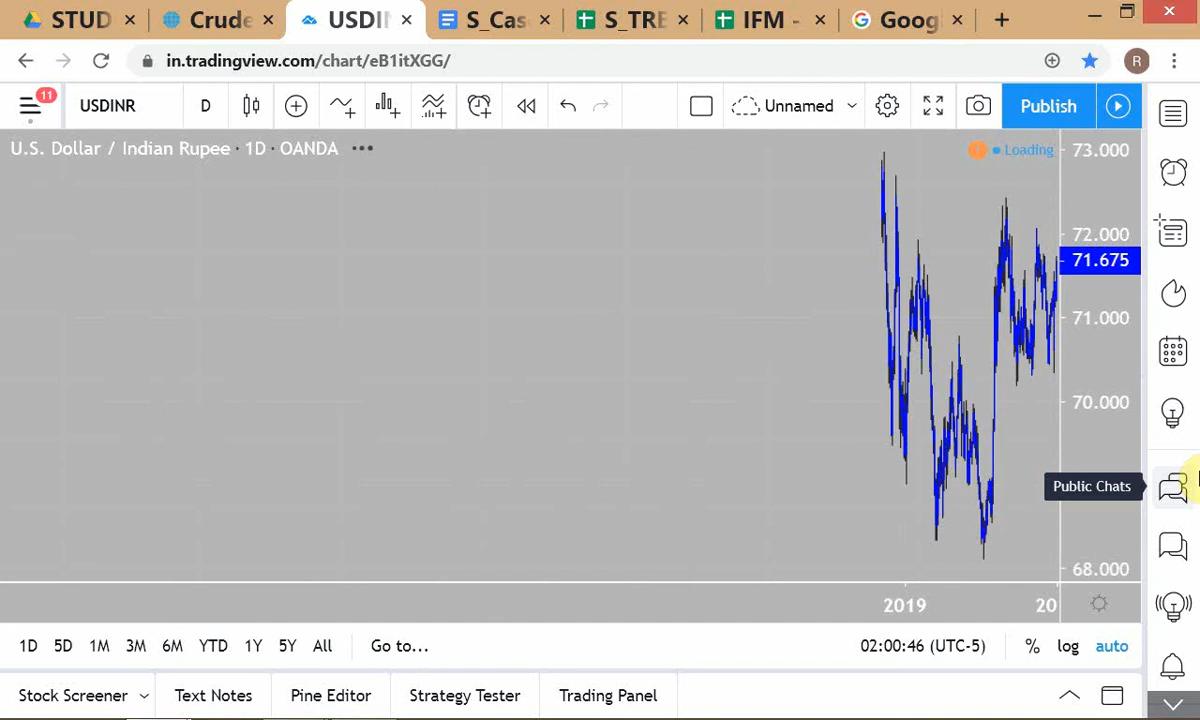 STUD
Crude
USDIN
S_Cas
S_TRE
IFM -
Goog
in.tradingview.com/chart/eB1itXGG/
R
11
USDINR
D
Unnamed
Publish
U.S. Dollar / Indian Rupee · 1D · OANDA
Loading
73.000
72.000
71.675
71.000
70.000
Public Chats
68.000
2019
20
1D 5D 1M 3M 6M YTD 1Y 5Y All Go to... 02:00:46 (UTC-5) % log auto
Stock Screener Text Notes Pine Editor Strategy Tester Trading Panel